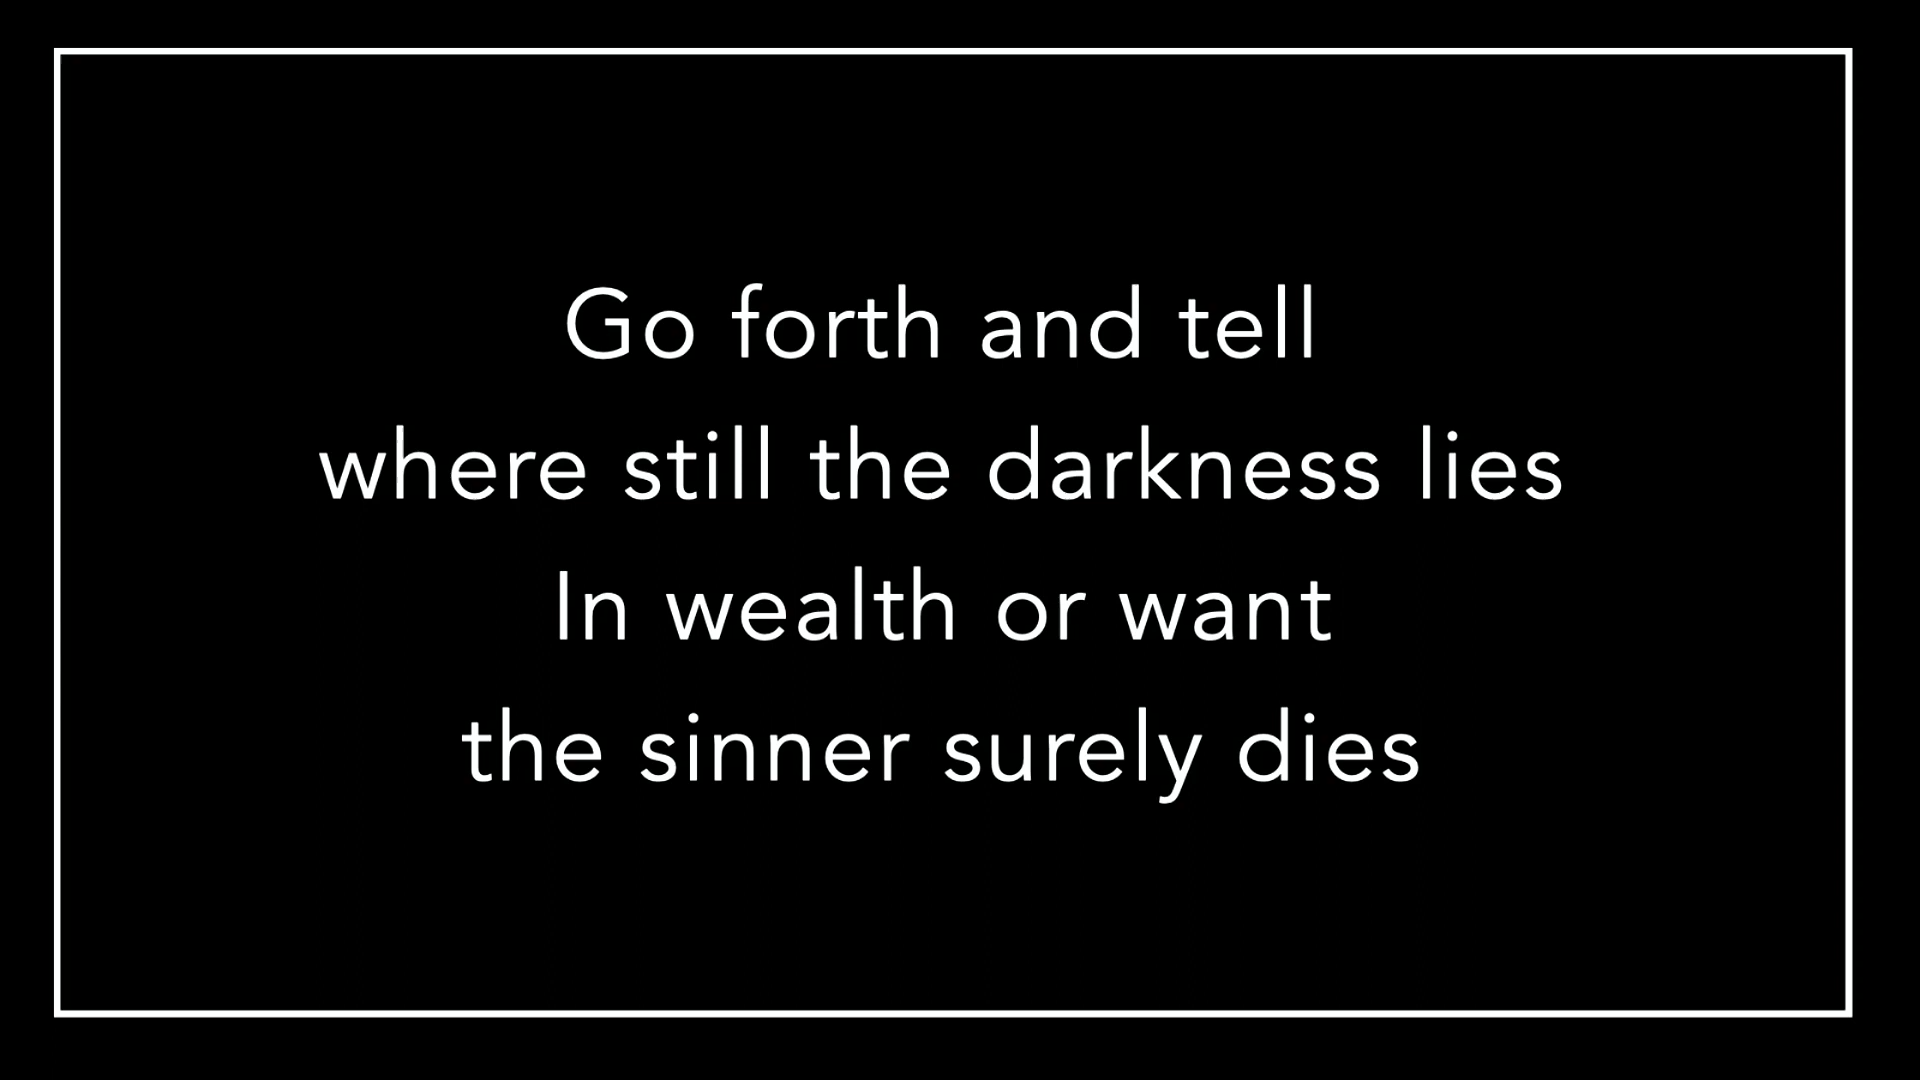 Go forth and tell
where still the darkness lies
In wealth or want
the sinner surely dies